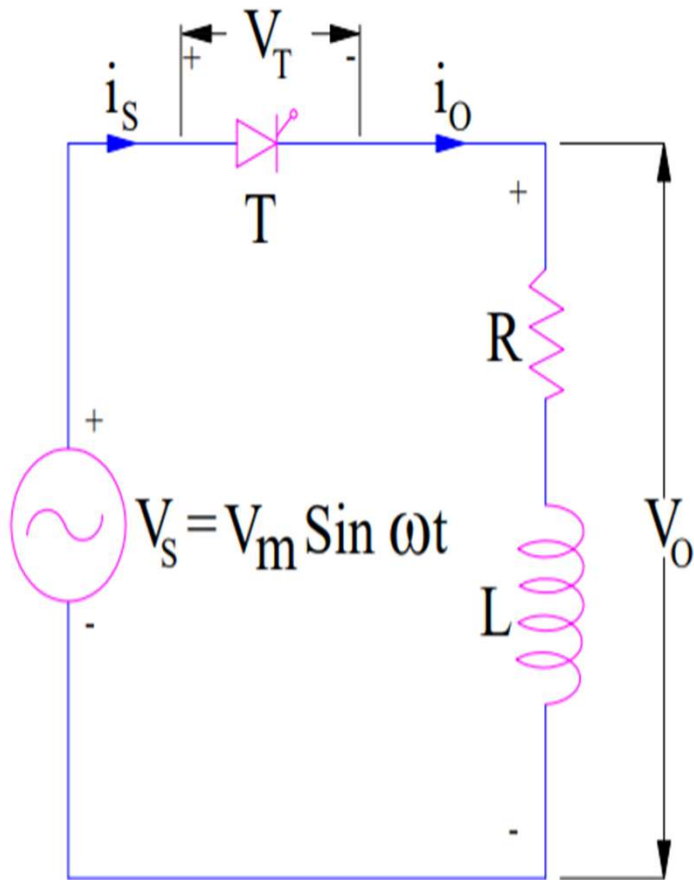 + V_T -
i_S
i_O
T
+
R
+
V_S = V_m Sin ωt
V_O
L
-
-